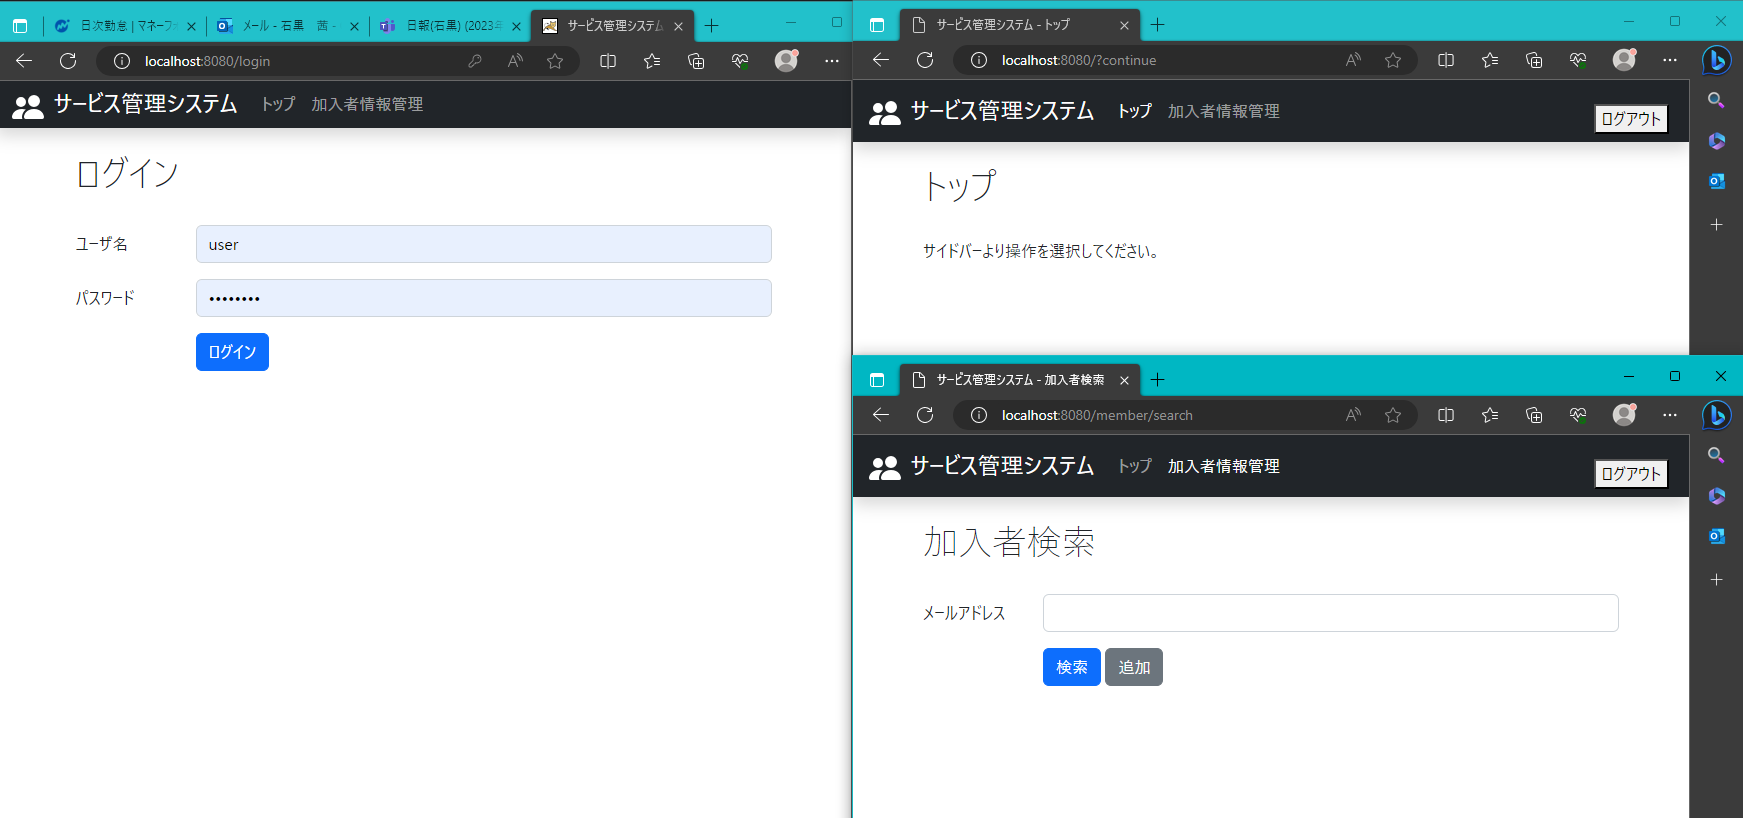 日次勤怠 | マネーフォ
メール - 石黒 茜 -
日報(石黒) (2023年
サービス管理システム
localhost:8080/login
サービス管理システム
トップ
加入者情報管理
ログイン
ユーザ名
user
パスワード
••••••••
ログイン
サービス管理システム - トップ
localhost:8080/?continue
サービス管理システム
トップ
加入者情報管理
ログアウト
トップ
サイドバーより操作を選択してください。
サービス管理システム - 加入者検索
localhost:8080/member/search
サービス管理システム
トップ
加入者情報管理
ログアウト
加入者検索
メールアドレス
検索
追加